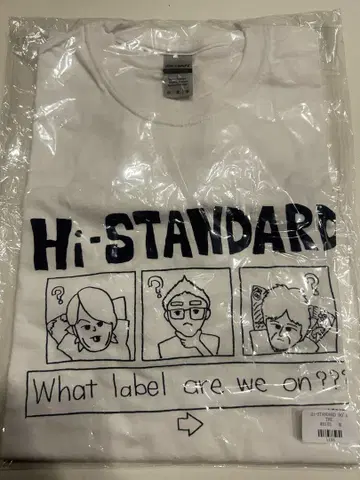 Hi-STANDARD
? ? ?
What label are we on???